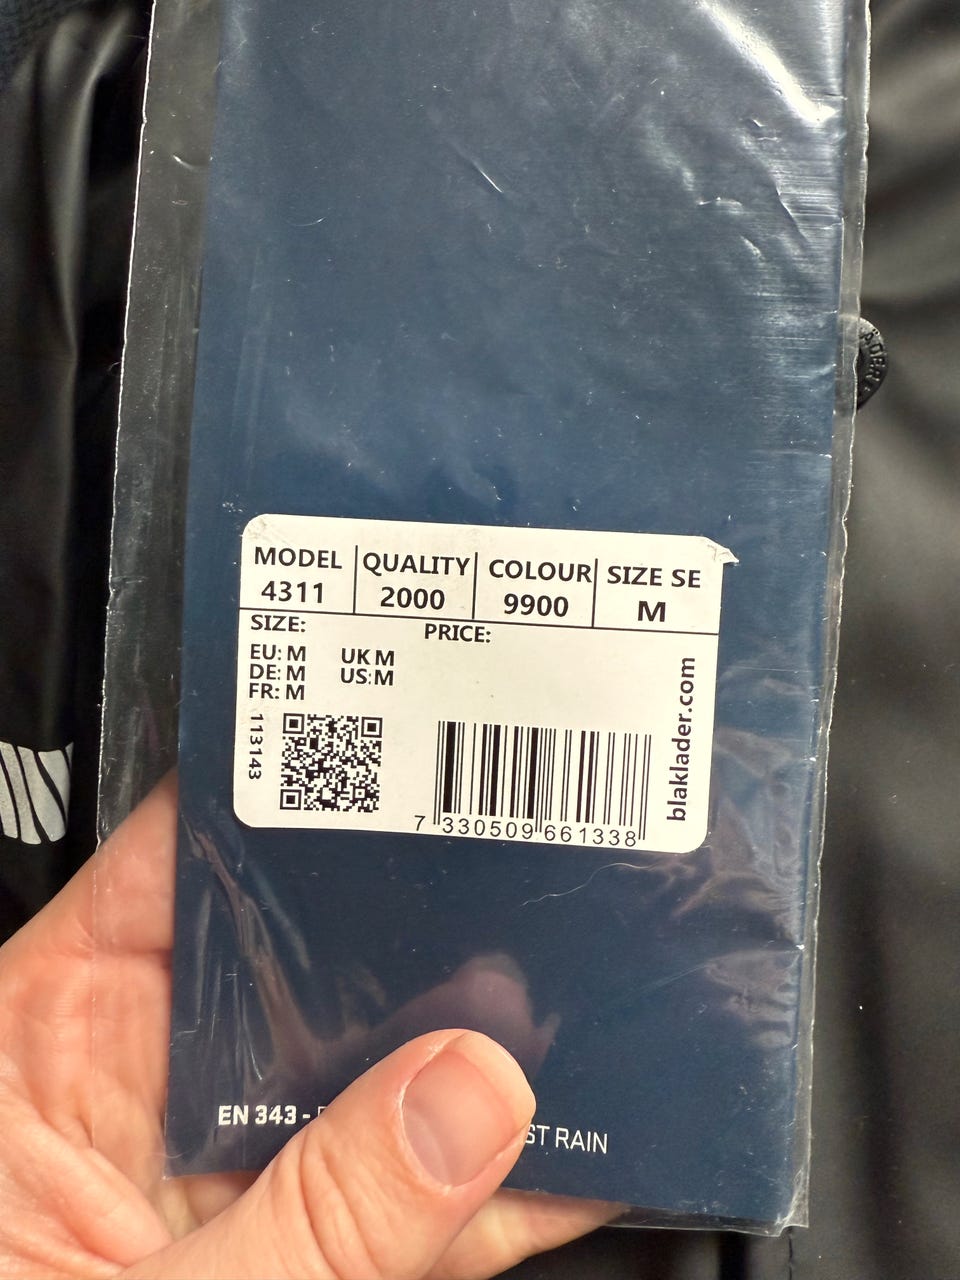 MODEL QUALITY COLOUR SIZE SE
4311 2000 9900 M
SIZE: PRICE:
EU: M UK M
DE: M US: M
FR: M
113143
7 330509 661338
blaklader.com
EN 343 -
ST RAIN